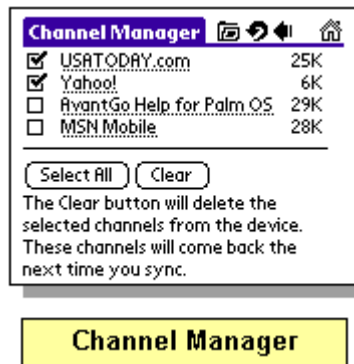 Channel Manager
USATODAY.com 25K
Yahoo! 6K
AvantGo Help for Palm OS 29K
MSN Mobile 28K
Select All Clear
The Clear button will delete the
selected channels from the device.
These channels will come back the
next time you sync.
Channel Manager